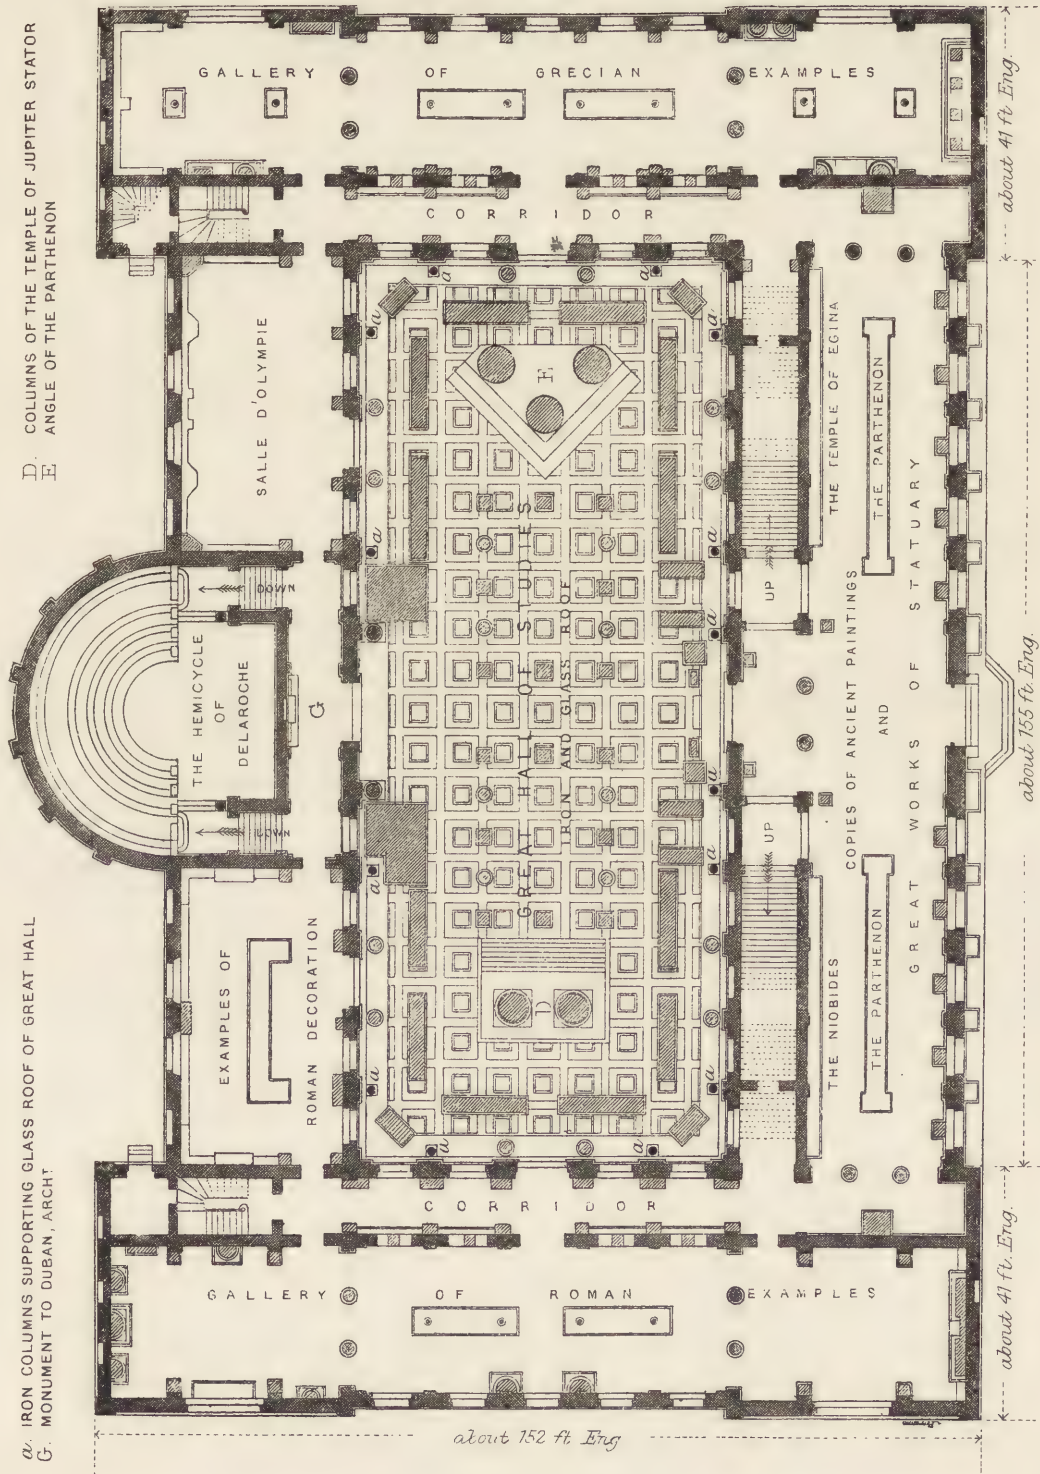 a. IRON COLUMNS SUPPORTING GLASS ROOF OF GREAT HALL
G. MONUMENT TO DUBAN, ARCHT
D. COLUMNS OF THE TEMPLE OF JUPITER STATOR
E ANGLE OF THE PARTHENON
GALLERY OF GRECIAN EXAMPLES
about 41 ft Eng.
CORRIDOR
SALLE D'OLYMPIE
a
a
a
a
E
THE TEMPLE OF EGINA
THE PARTHENON
a
a
UP
DOWN
THE HEMICYCLE
OF
DELAROCHE
DOWN
G
GREAT HALL OF STUDIES
IRON AND GLASS ROOF
a
a
UP
COPIES OF ANCIENT PAINTINGS
AND
GREAT WORKS OF STATUARY
about 155 ft. Eng.
EXAMPLES OF
ROMAN DECORATION
a
a
D
THE NIOBIDES
THE PARTHENON
a
a
a
a
CORRIDOR
GALLERY OF ROMAN EXAMPLES
about 41 ft. Eng.
about 152 ft. Eng